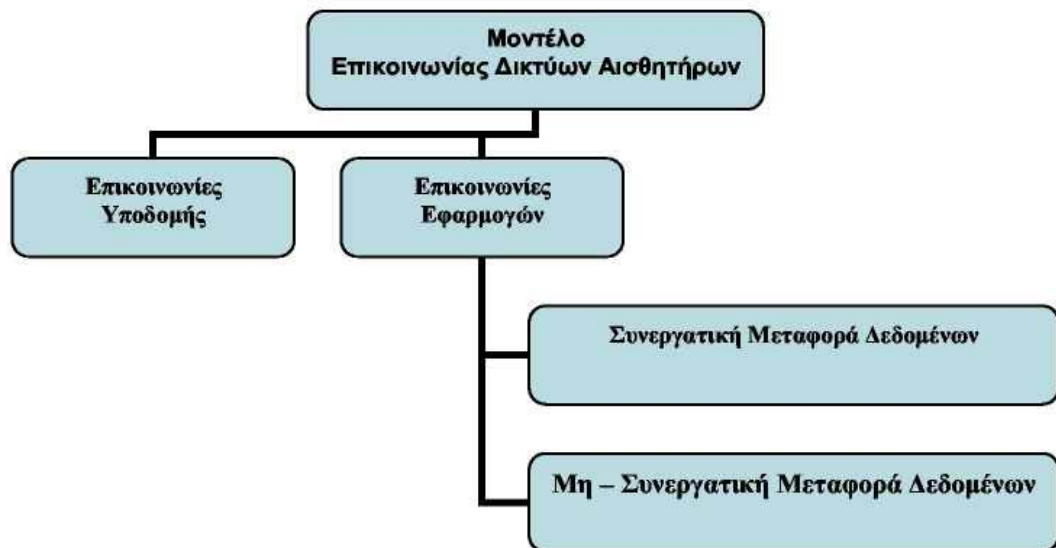 Μοντέλο
Επικοινωνίας Δικτύων Αισθητήρων
Επικοινωνίες
Υποδομής
Επικοινωνίες
Εφαρμογών
Συνεργατική Μεταφορά Δεδομένων
Μη – Συνεργατική Μεταφορά Δεδομένων